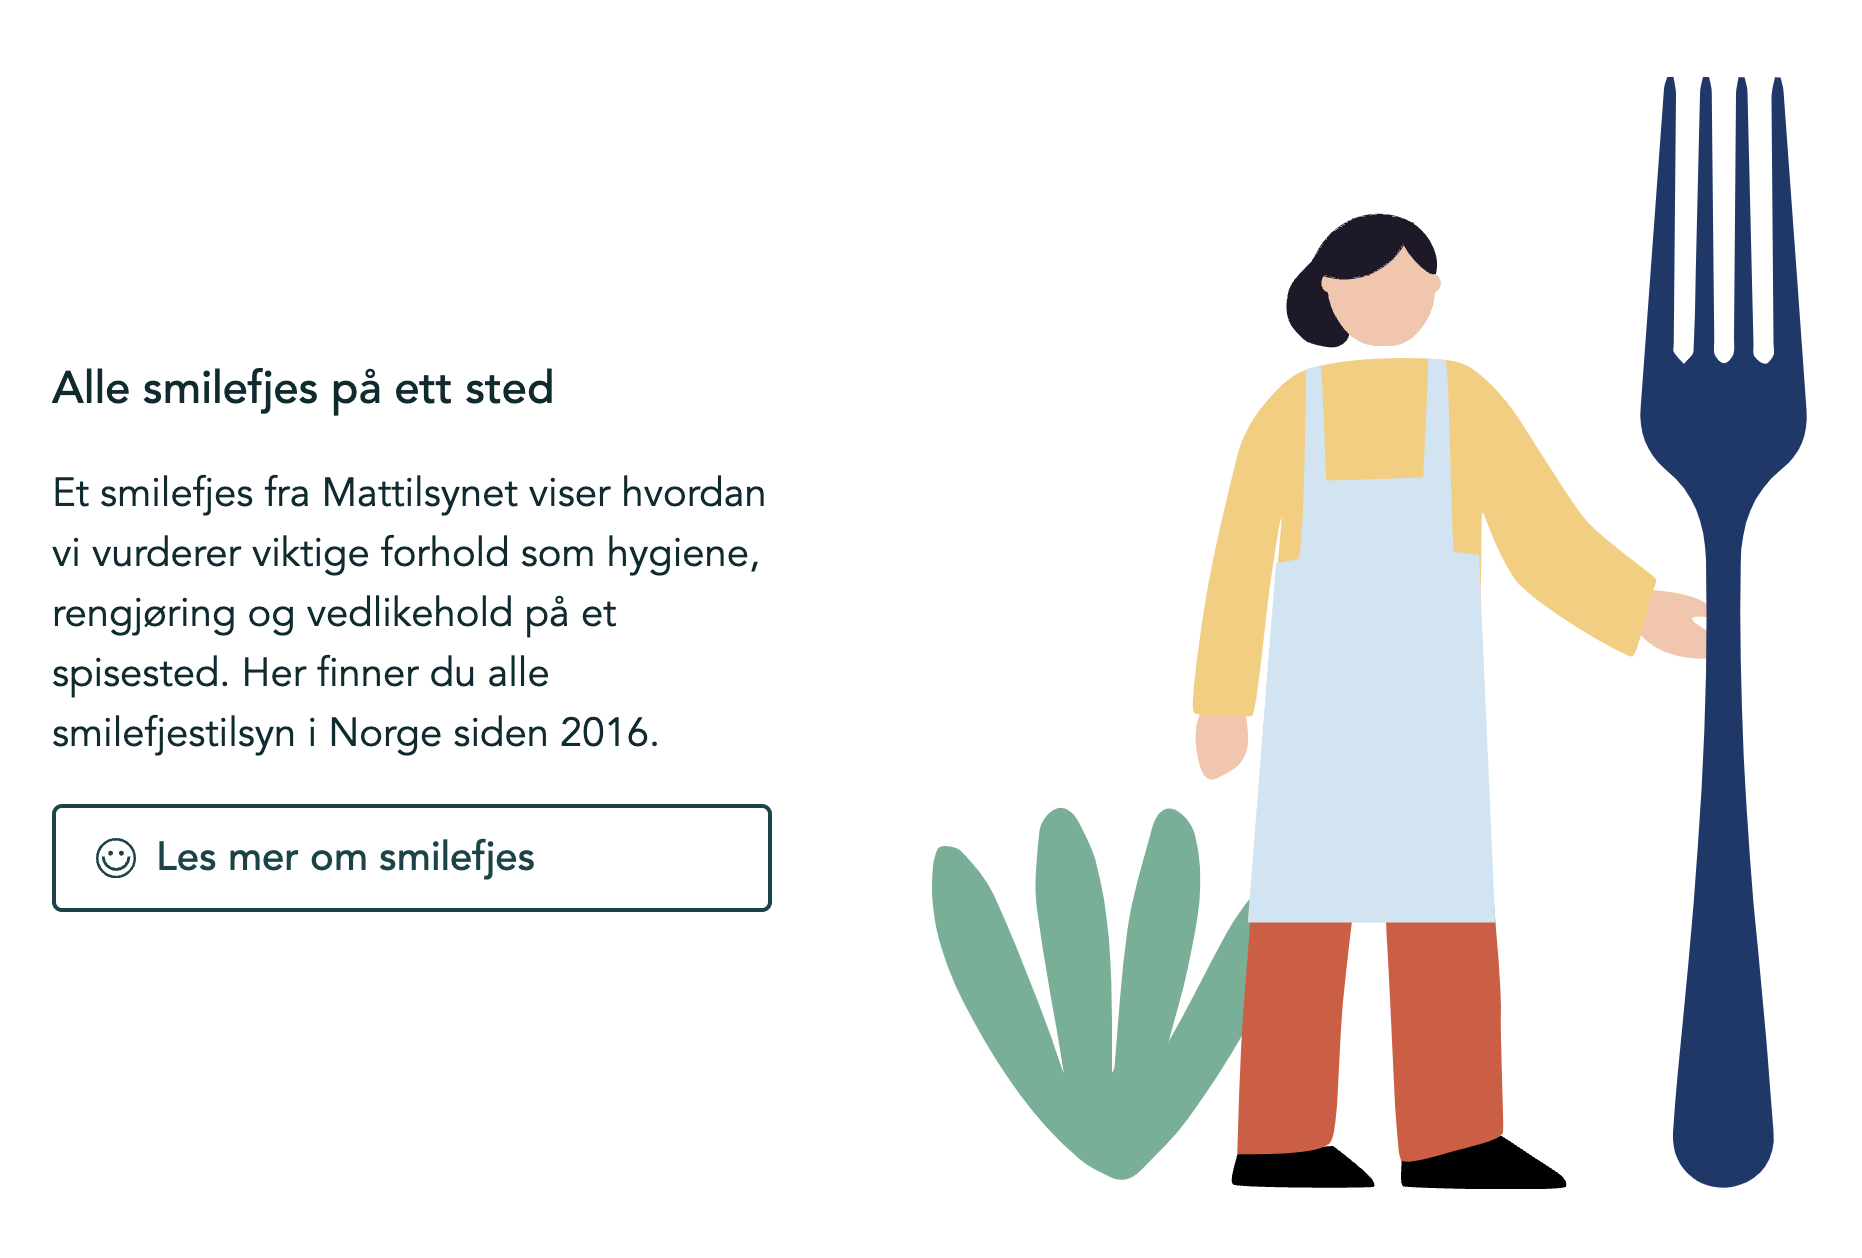 Alle smilefjes på ett sted
Et smilefjes fra Mattilsynet viser hvordan
vi vurderer viktige forhold som hygiene,
rengjøring og vedlikehold på et
spisested. Her finner du alle
smilefjestilsyn i Norge siden 2016.
Les mer om smilefjes